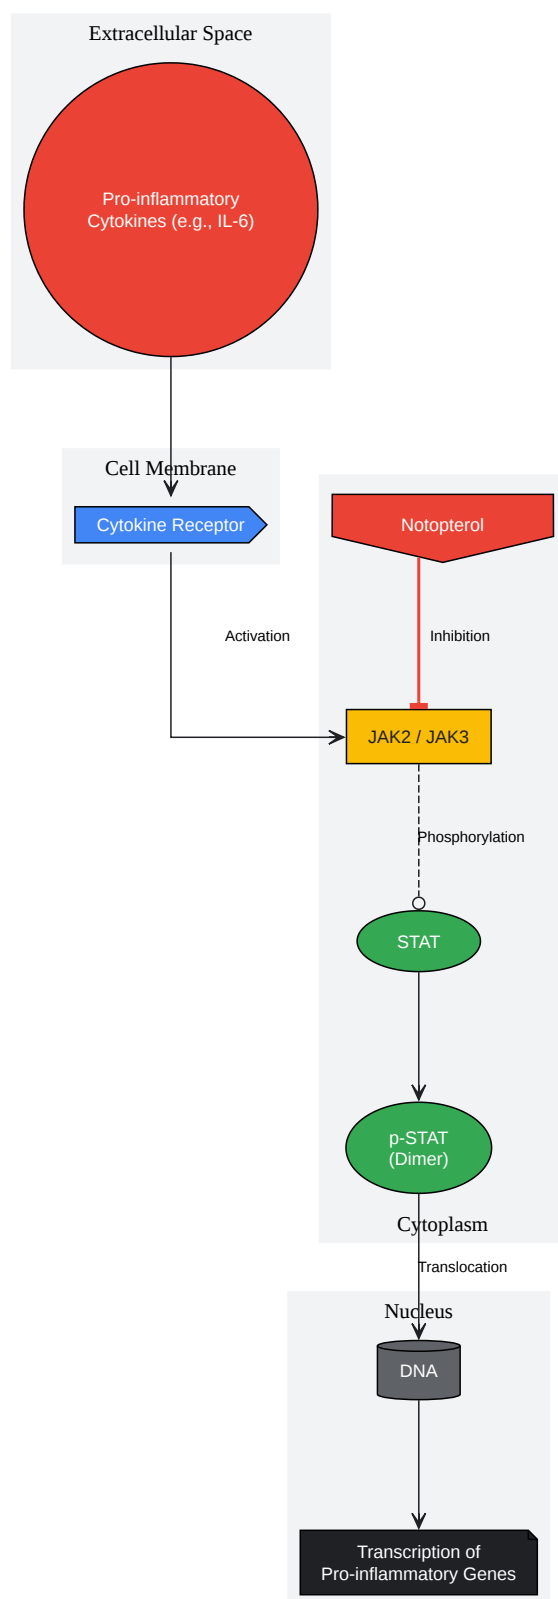 Extracellular Space
Pro-inflammatory
Cytokines (e.g., IL-6)
Cell Membrane
Cytokine Receptor
Notopterol
Activation
Inhibition
JAK2 / JAK3
Phosphorylation
STAT
p-STAT
(Dimer)
Cytoplasm
Translocation
Nucleus
DNA
Transcription of
Pro-inflammatory Genes